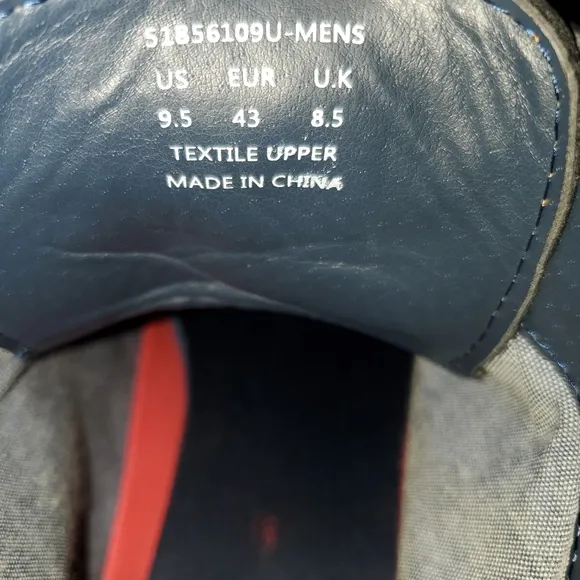 51856109U-MENS
US EUR U.K
9.5 43 8.5
TEXTILE UPPER
MADE IN CHINA